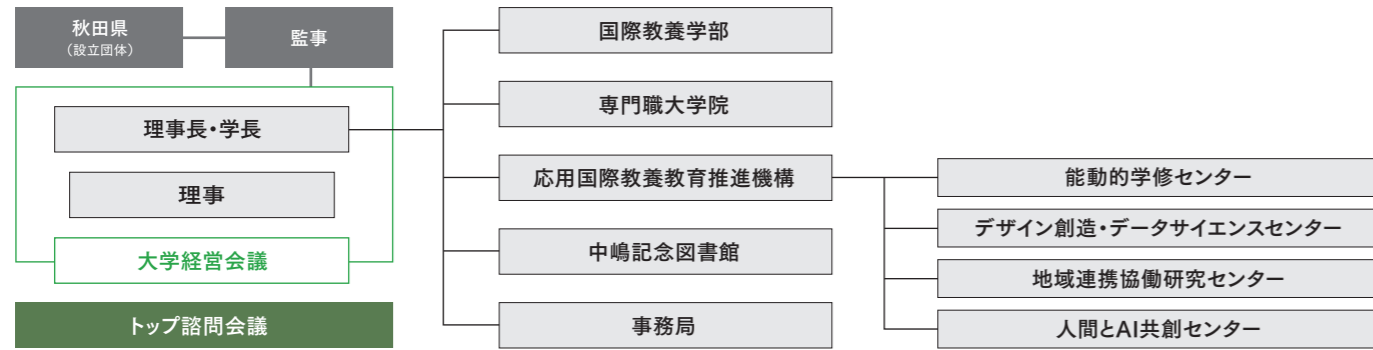 秋田県
(設立団体)
監事
理事長・学長
理事
大学経営会議
トップ諮問会議
国際教養学部
専門職大学院
応用国際教養教育推進機構
中嶋記念図書館
事務局
能動的学修センター
デザイン創造・データサイエンスセンター
地域連携協働研究センター
人間とAI共創センター